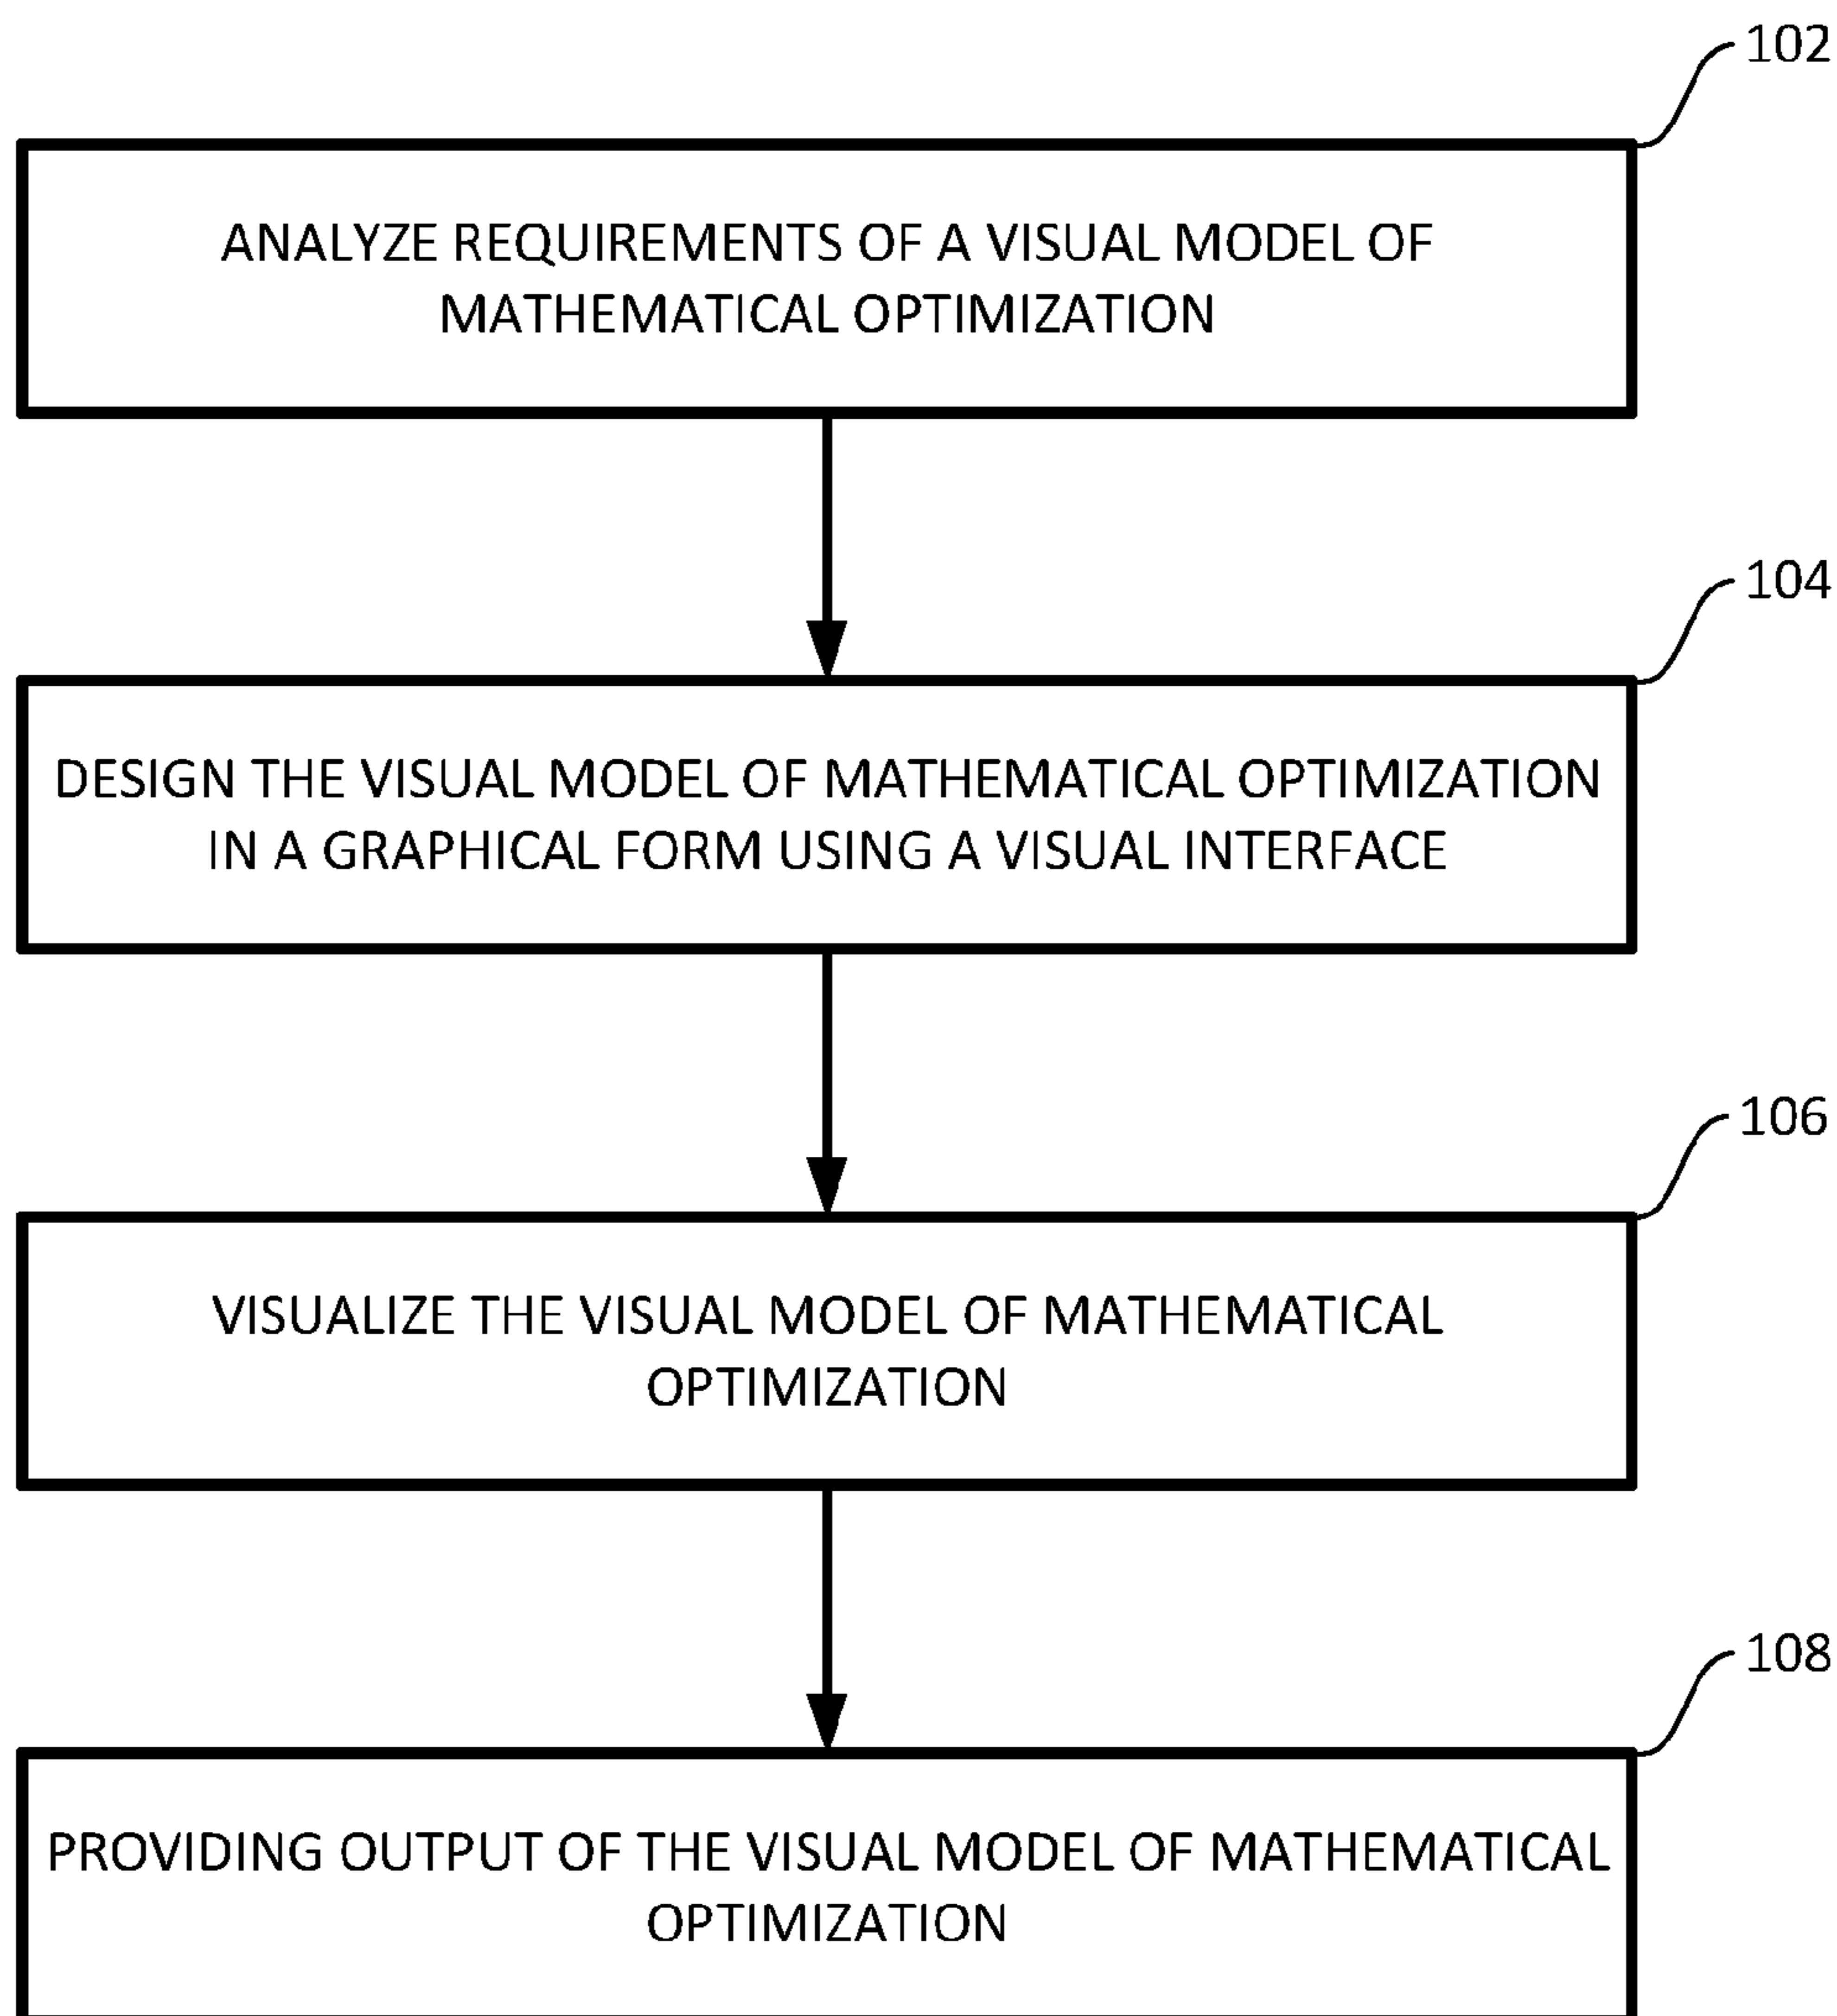 102
ANALYZE REQUIREMENTS OF A VISUAL MODEL OF
MATHEMATICAL OPTIMIZATION
104
DESIGN THE VISUAL MODEL OF MATHEMATICAL OPTIMIZATION
IN A GRAPHICAL FORM USING A VISUAL INTERFACE
106
VISUALIZE THE VISUAL MODEL OF MATHEMATICAL
OPTIMIZATION
108
PROVIDING OUTPUT OF THE VISUAL MODEL OF MATHEMATICAL
OPTIMIZATION